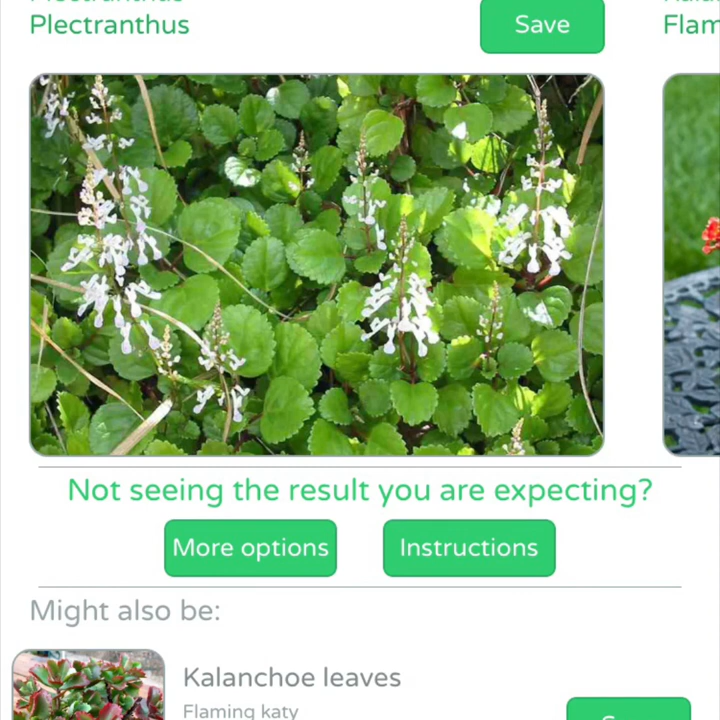 Plectranthus
Save
Flam
Not seeing the result you are expecting?
More options
Instructions
Might also be:
Kalanchoe leaves
Flaming katy